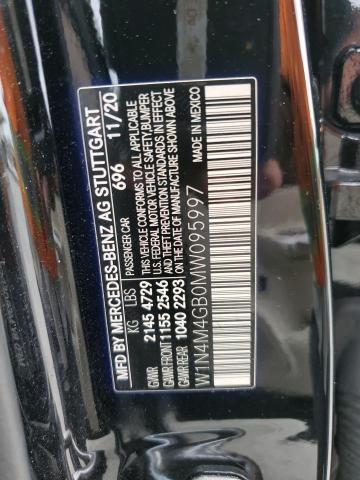 MFD BY MERCEDES-BENZ AG STUTTGART
696 11/20
KG LBS PASSENGER CAR
GVWR 2145 4729 THIS VEHICLE CONFORMS TO ALL APPLICABLE
GAWR FRONT 1155 2546 U.S. FEDERAL MOTOR VEHICLE SAFETY, BUMPER
GAWR REAR 1040 2293 AND THEFT PREVENTION STANDARDS IN EFFECT
ON THE DATE OF MANUFACTURE SHOWN ABOVE
W1N4M4GB0MW095997 MADE IN MEXICO